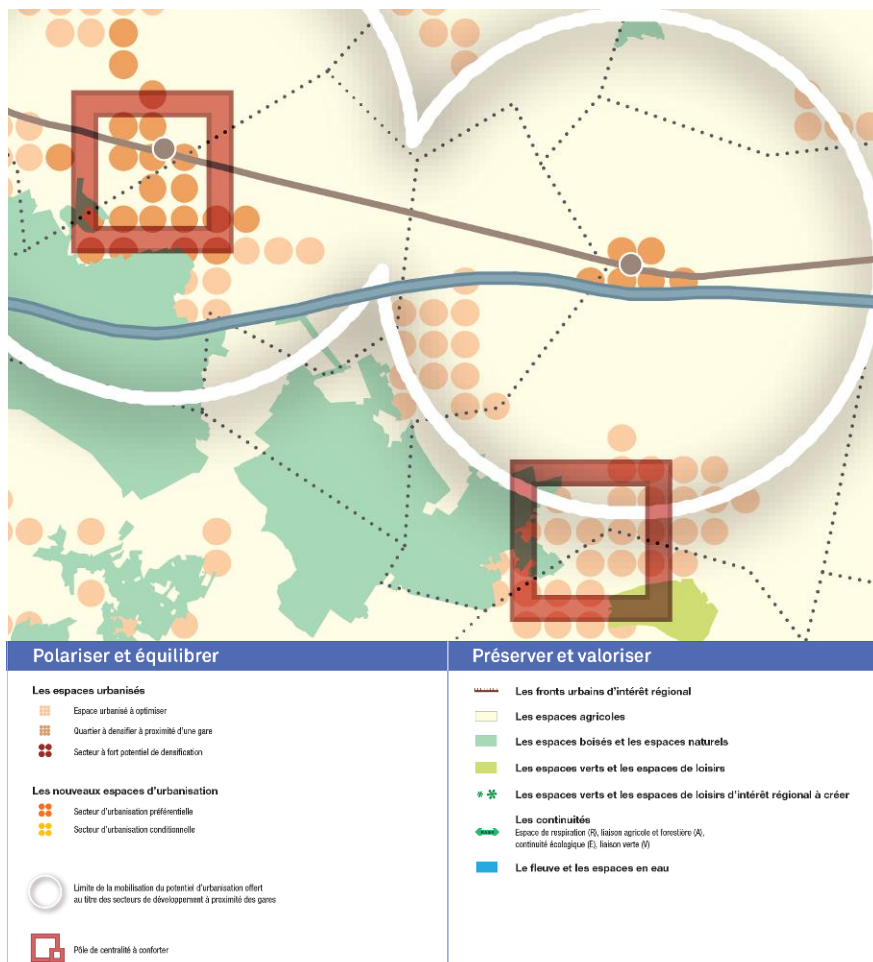 Polariser et équilibrer
Les espaces urbanisés
Espace urbanisé à optimiser
Quartier à densifier à proximité d'une gare
Secteur à fort potentiel de densification
Les nouveaux espaces d'urbanisation
Secteur d'urbanisation préférentielle
Secteur d'urbanisation conditionnelle
Limite de la mobilisation du potentiel d'urbanisation offert
au titre des secteurs de développement à proximité des gares
Pôle de centralité à conforter
Préserver et valoriser
Les fronts urbains d'intérêt régional
Les espaces agricoles
Les espaces boisés et les espaces naturels
Les espaces verts et les espaces de loisirs
Les espaces verts et les espaces de loisirs d'intérêt régional à créer
Les continuités
Espace de respiration (R), liaison agricole et forestière (A),
continuité écologique (E), liaison verte (V)
Le fleuve et les espaces en eau